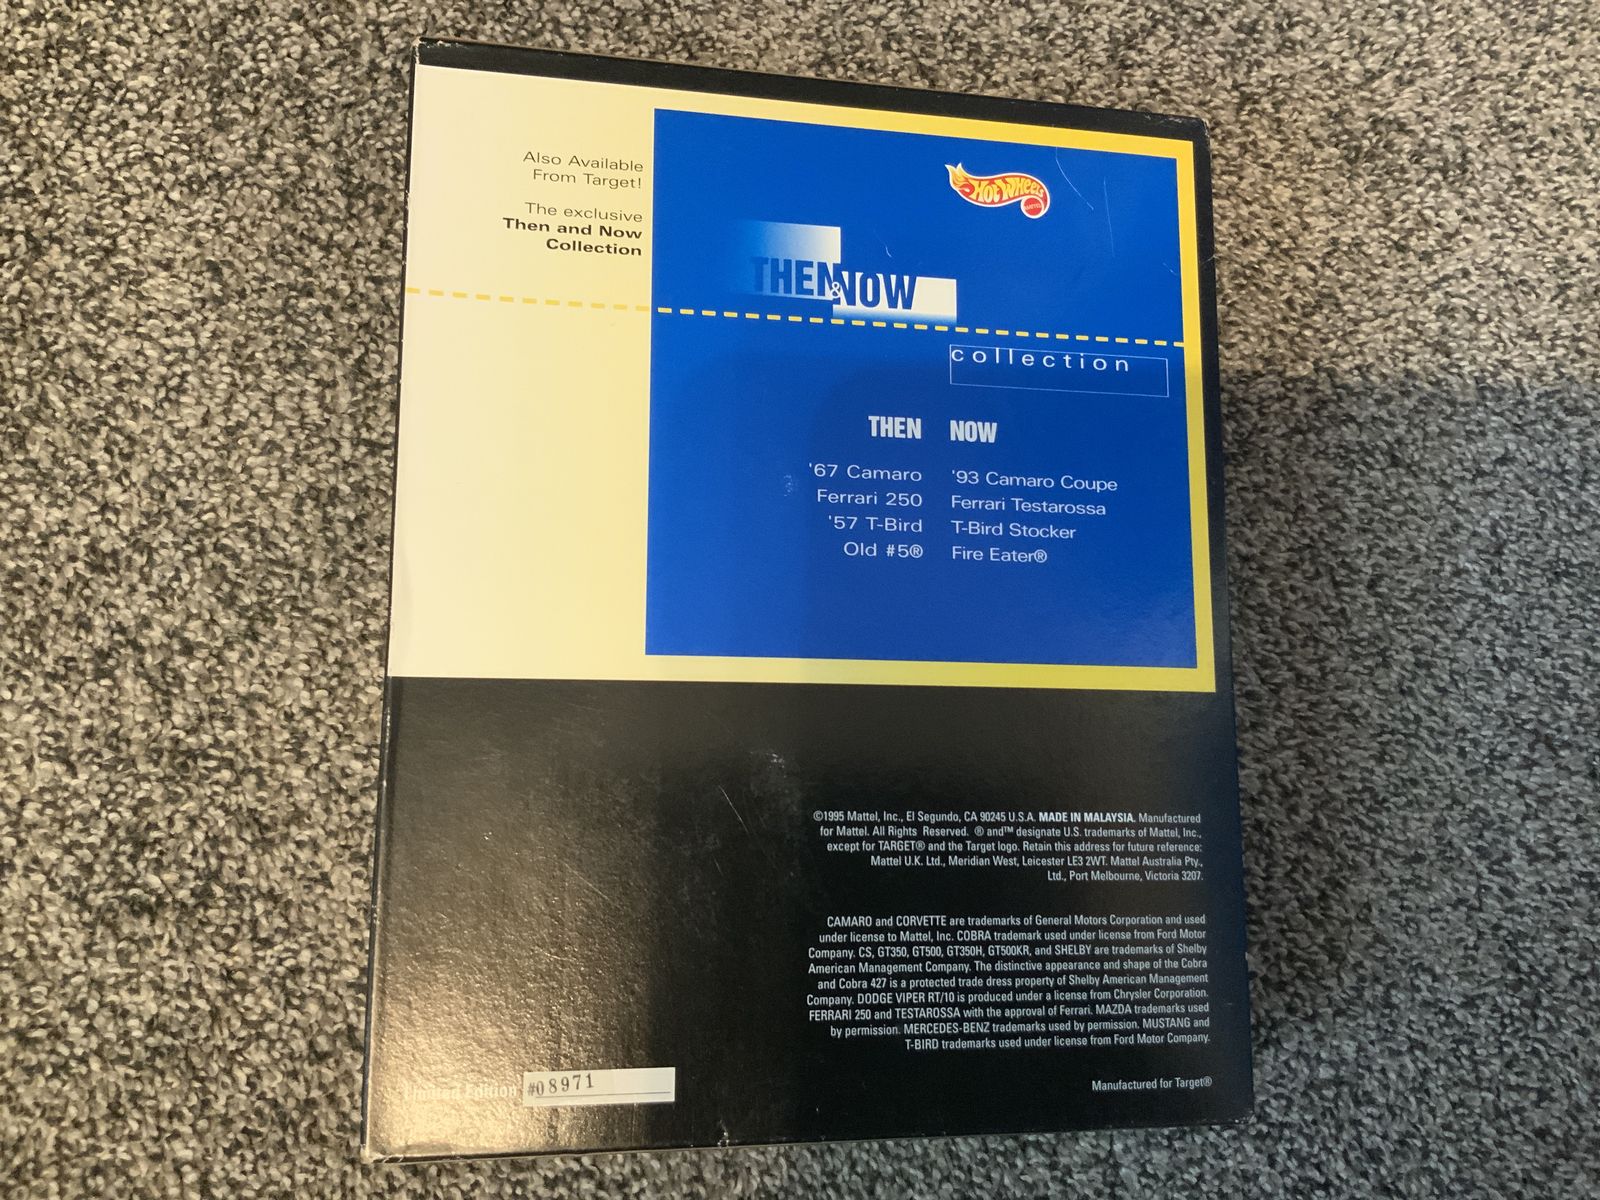 Also Available
From Target!
The exclusive
Then and Now
Collection
HOT WHEELS
MATTEL
THEN & NOW
collection
THEN NOW
'67 Camaro '93 Camaro Coupe
Ferrari 250 Ferrari Testarossa
'57 T-Bird T-Bird Stocker
Old #5® Fire Eater®
©1995 Mattel, Inc., El Segundo, CA 90245 U.S.A. MADE IN MALAYSIA. Manufactured
for Mattel. All Rights Reserved. ® and™ designate U.S. trademarks of Mattel, Inc.,
except for TARGET® and the Target logo. Retain this address for future reference:
Mattel U.K. Ltd., Meridian West, Leicester LE3 2WT. Mattel Australia Pty.,
Ltd., Port Melbourne, Victoria 3207.
CAMARO and CORVETTE are trademarks of General Motors Corporation and used
under license to Mattel, Inc. COBRA trademark used under license from Ford Motor
Company. CS, GT350, GT500, GT350H, GT500KR, and SHELBY are trademarks of Shelby
American Management Company. The distinctive appearance and shape of the Cobra
and Cobra 427 is a protected trade dress property of Shelby American Management
Company. DODGE VIPER RT/10 is produced under a license from Chrysler Corporation.
FERRARI 250 and TESTAROSSA with the approval of Ferrari. MAZDA trademarks used
by permission. MERCEDES-BENZ trademarks used by permission. MUSTANG and
T-BIRD trademarks used under license from Ford Motor Company.
Limited Edition #08971
Manufactured for Target®